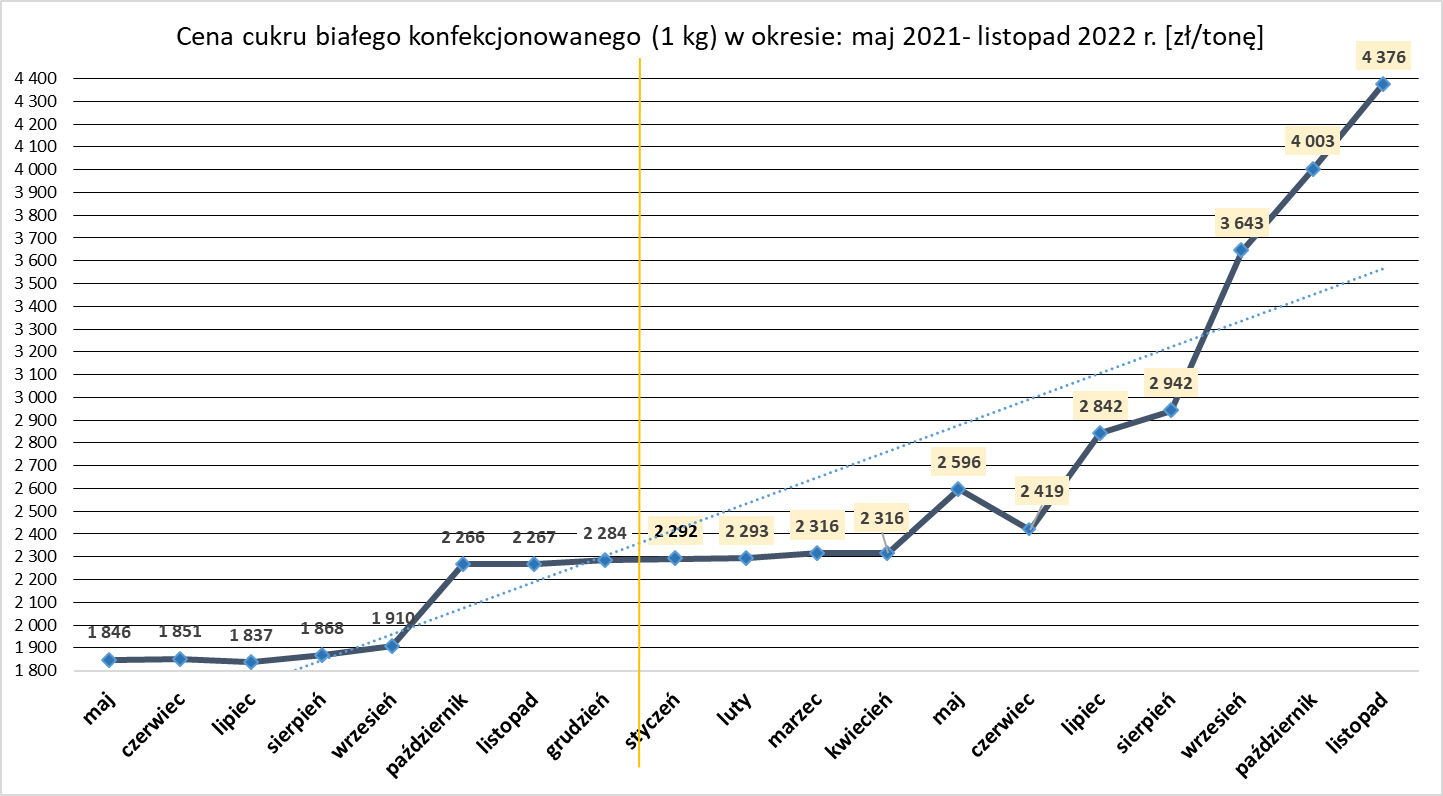 Cena cukru białego konfekcjonowanego (1 kg) w okresie: maj 2021- listopad 2022 r. [zł/tonę]
4 400
4 300
4 200
4 100
4 000
3 900
3 800
3 700
3 600
3 500
3 400
3 300
3 200
3 100
3 000
2 900
2 800
2 700
2 600
2 500
2 400
2 300
2 200
2 100
2 000
1 900
1 800
1 846
1 851
1 837
1 868
1 910
2 266
2 267
2 284
2 292
2 293
2 316
2 316
2 596
2 419
2 842
2 942
3 643
4 003
4 376
maj
czerwiec
lipiec
sierpień
wrzesień
październik
listopad
grudzień
styczeń
luty
marzec
kwiecień
maj
czerwiec
lipiec
sierpień
wrzesień
październik
listopad